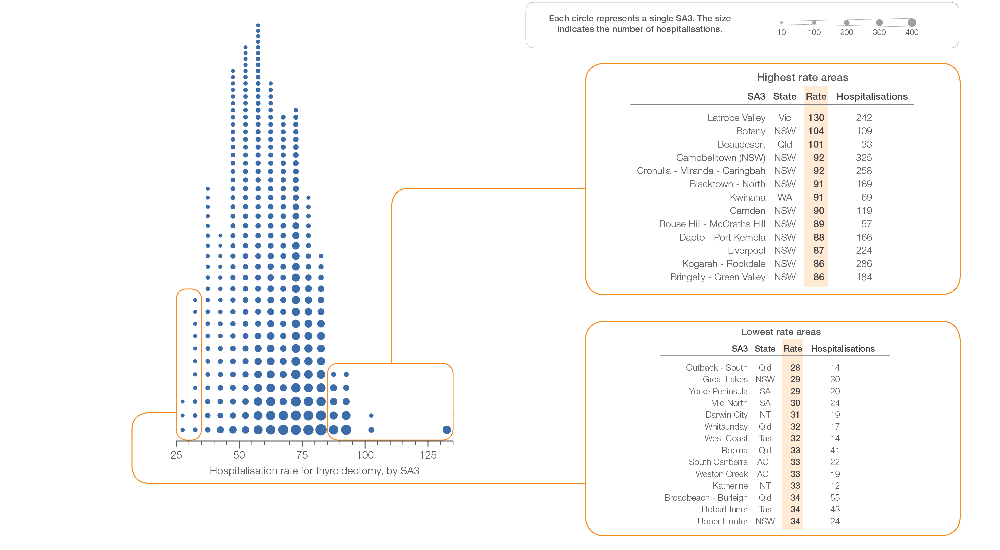 Each circle represents a single SA3. The size
indicates the number of hospitalisations.
10 100 200 300 400
Highest rate areas
SA3 State Rate Hospitalisations
Latrobe Valley Vic 130 242
Botany NSW 104 109
Beaudesert Qld 101 33
Campbelltown (NSW) NSW 92 325
Cronulla - Miranda - Caringbah NSW 92 258
Blacktown - North NSW 91 169
Kwinana WA 91 69
Camden NSW 90 119
Rouse Hill - McGraths Hill NSW 89 57
Dapto - Port Kembla NSW 88 166
Liverpool NSW 87 224
Kogarah - Rockdale NSW 86 286
Bringelly - Green Valley NSW 86 184
Lowest rate areas
SA3 State Rate Hospitalisations
Outback - South Qld 28 14
Great Lakes NSW 29 30
Yorke Peninsula SA 29 20
Mid North SA 30 24
Darwin City NT 31 19
Whitsunday Qld 32 17
West Coast Tas 32 14
Robina Qld 33 41
South Canberra ACT 33 22
Weston Creek ACT 33 19
Katherine NT 33 12
Broadbeach - Burleigh Qld 34 55
Hobart Inner Tas 34 43
Upper Hunter NSW 34 24
25 50 75 100 125
Hospitalisation rate for thyroidectomy, by SA3